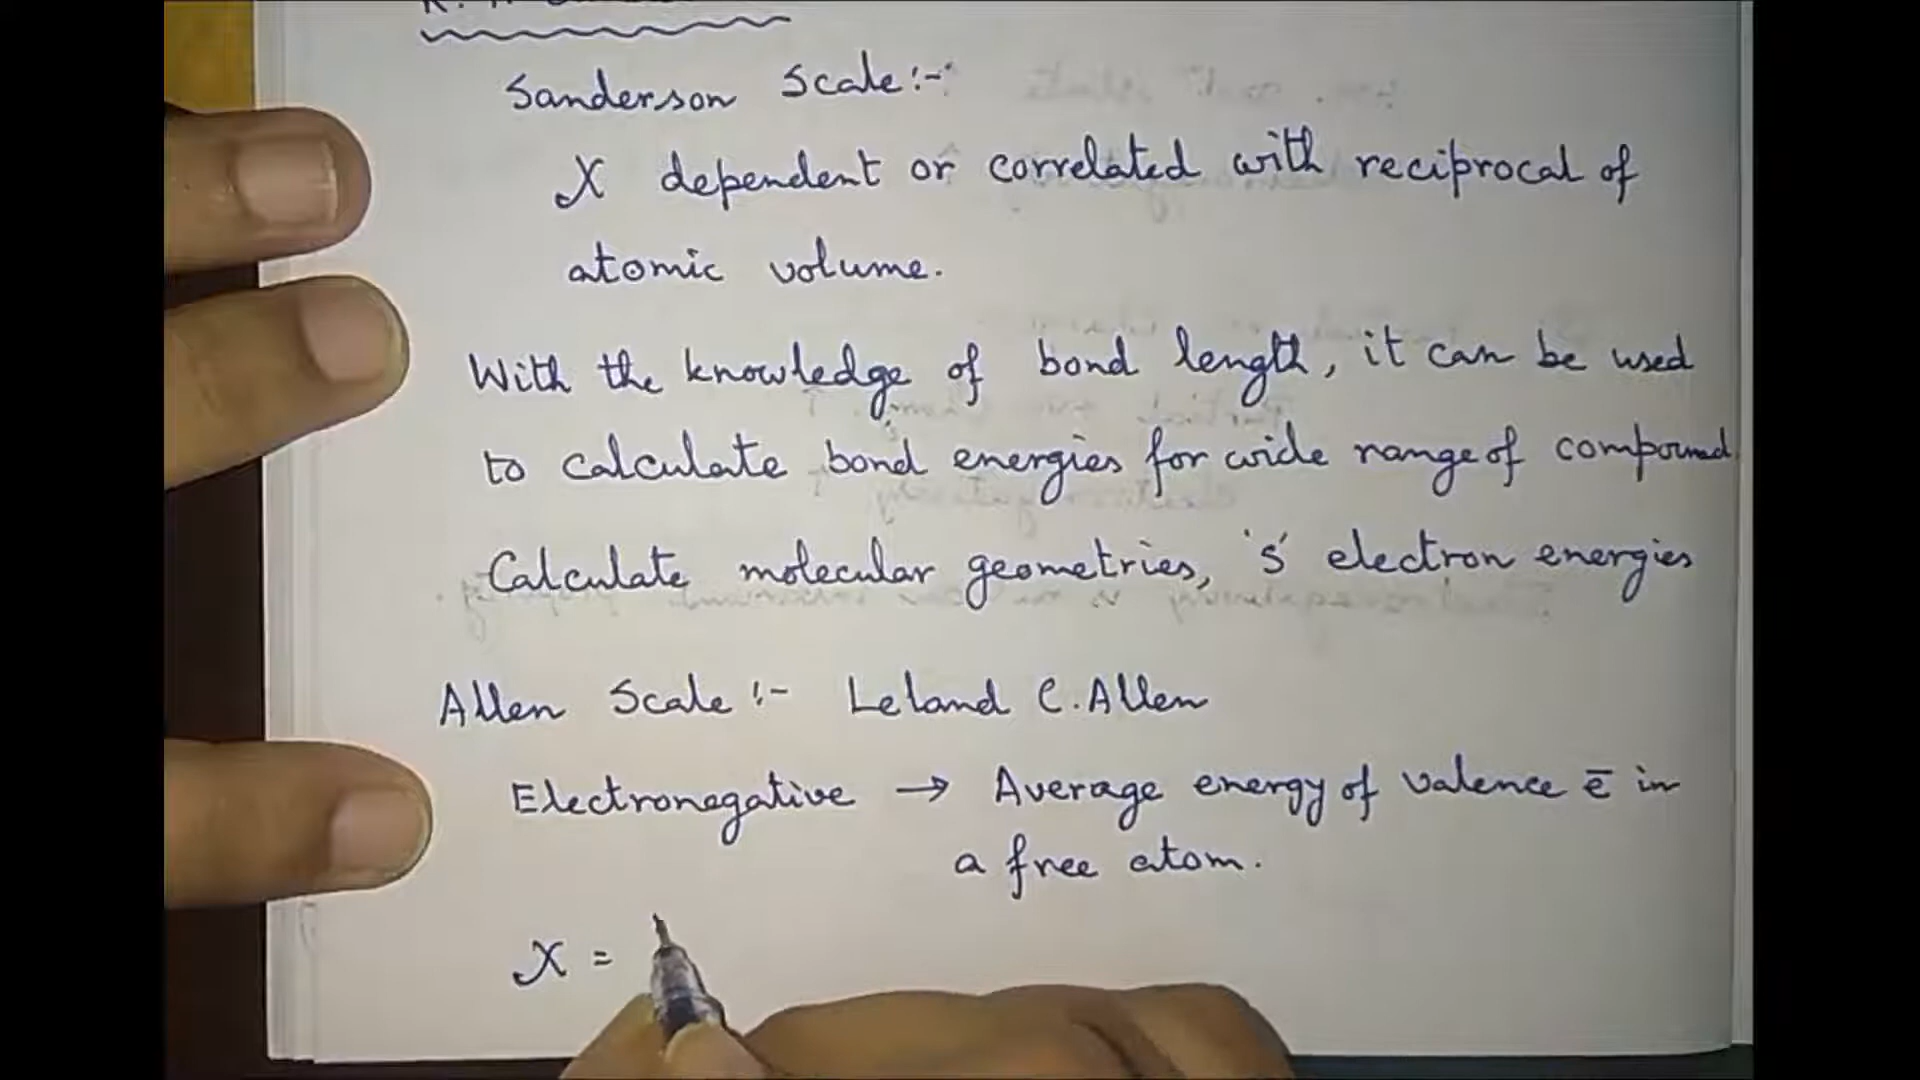 Sanderson Scale:-
X dependent or correlated with reciprocal of
atomic volume.
With the knowledge of bond length, it can be used
to calculate bond energies for wide range of compound
Calculate molecular geometries, 's' electron energies
Allen Scale :- Leland C. Allen
Electronegative → Average energy of valence ē in
a free atom.
X =